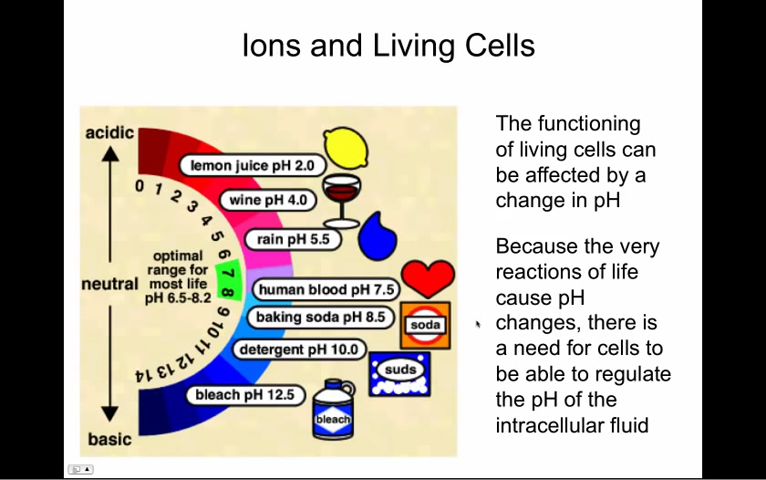 Ions and Living Cells
acidic
lemon juice pH 2.0
wine pH 4.0
rain pH 5.5
0 1 2 3 4 5 6 7 8 9 10 11 12 13 14
optimal
range for
most life
pH 6.5-8.2
neutral
human blood pH 7.5
baking soda pH 8.5
soda
detergent pH 10.0
suds
bleach pH 12.5
bleach
basic
The functioning
of living cells can
be affected by a
change in pH
Because the very
reactions of life
cause pH
changes, there is
a need for cells to
be able to regulate
the pH of the
intracellular fluid